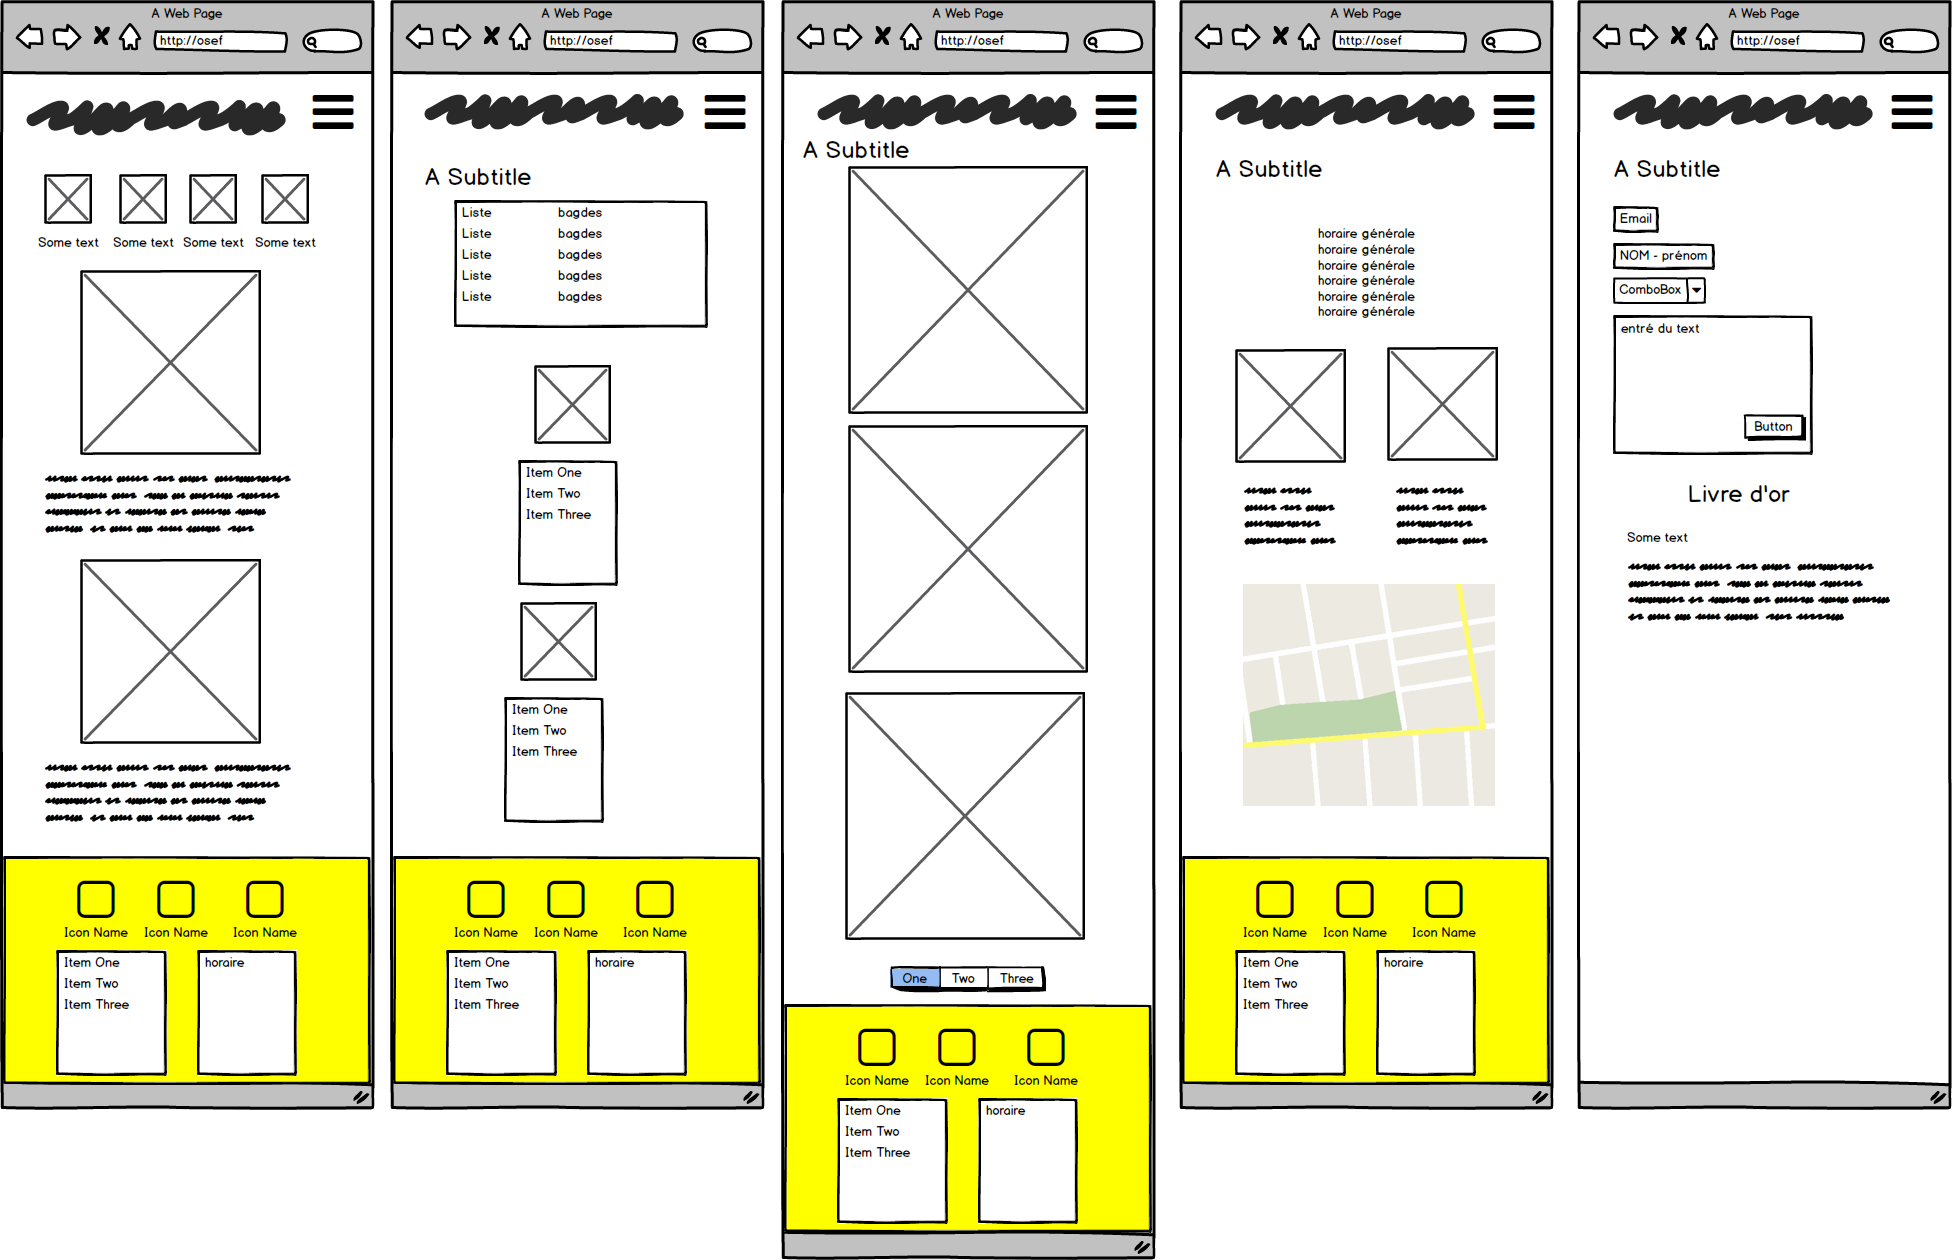 A Web Page
http://osef
Some text Some text Some text Some text
Icon Name Icon Name Icon Name
Item One
Item Two
Item Three
horaire
A Web Page
http://osef
A Subtitle
Liste bagdes
Liste bagdes
Liste bagdes
Liste bagdes
Liste bagdes
Item One
Item Two
Item Three
Item One
Item Two
Item Three
Icon Name Icon Name Icon Name
Item One
Item Two
Item Three
horaire
A Web Page
http://osef
A Subtitle
One Two Three
Icon Name Icon Name Icon Name
Item One
Item Two
Item Three
horaire
A Web Page
http://osef
A Subtitle
horaire générale
horaire générale
horaire générale
horaire générale
horaire générale
horaire générale
Icon Name Icon Name Icon Name
Item One
Item Two
Item Three
horaire
A Web Page
http://osef
A Subtitle
Email
NOM - prénom
ComboBox
entré du text
Button
Livre d'or
Some text